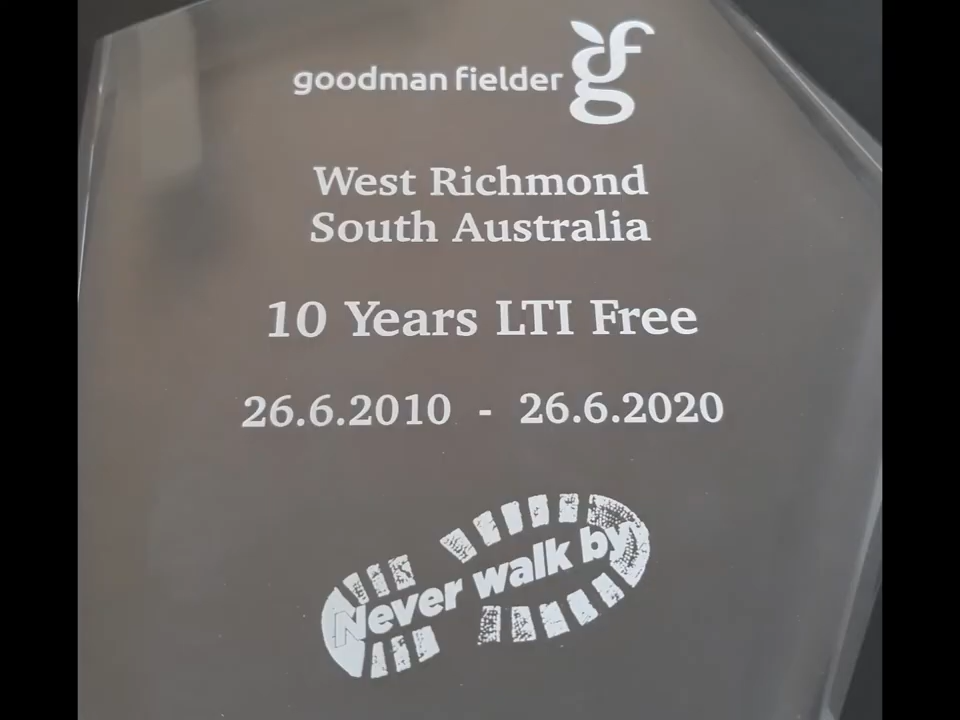 goodman fielder gf
West Richmond
South Australia
10 Years LTI Free
26.6.2010 - 26.6.2020
Never walk by